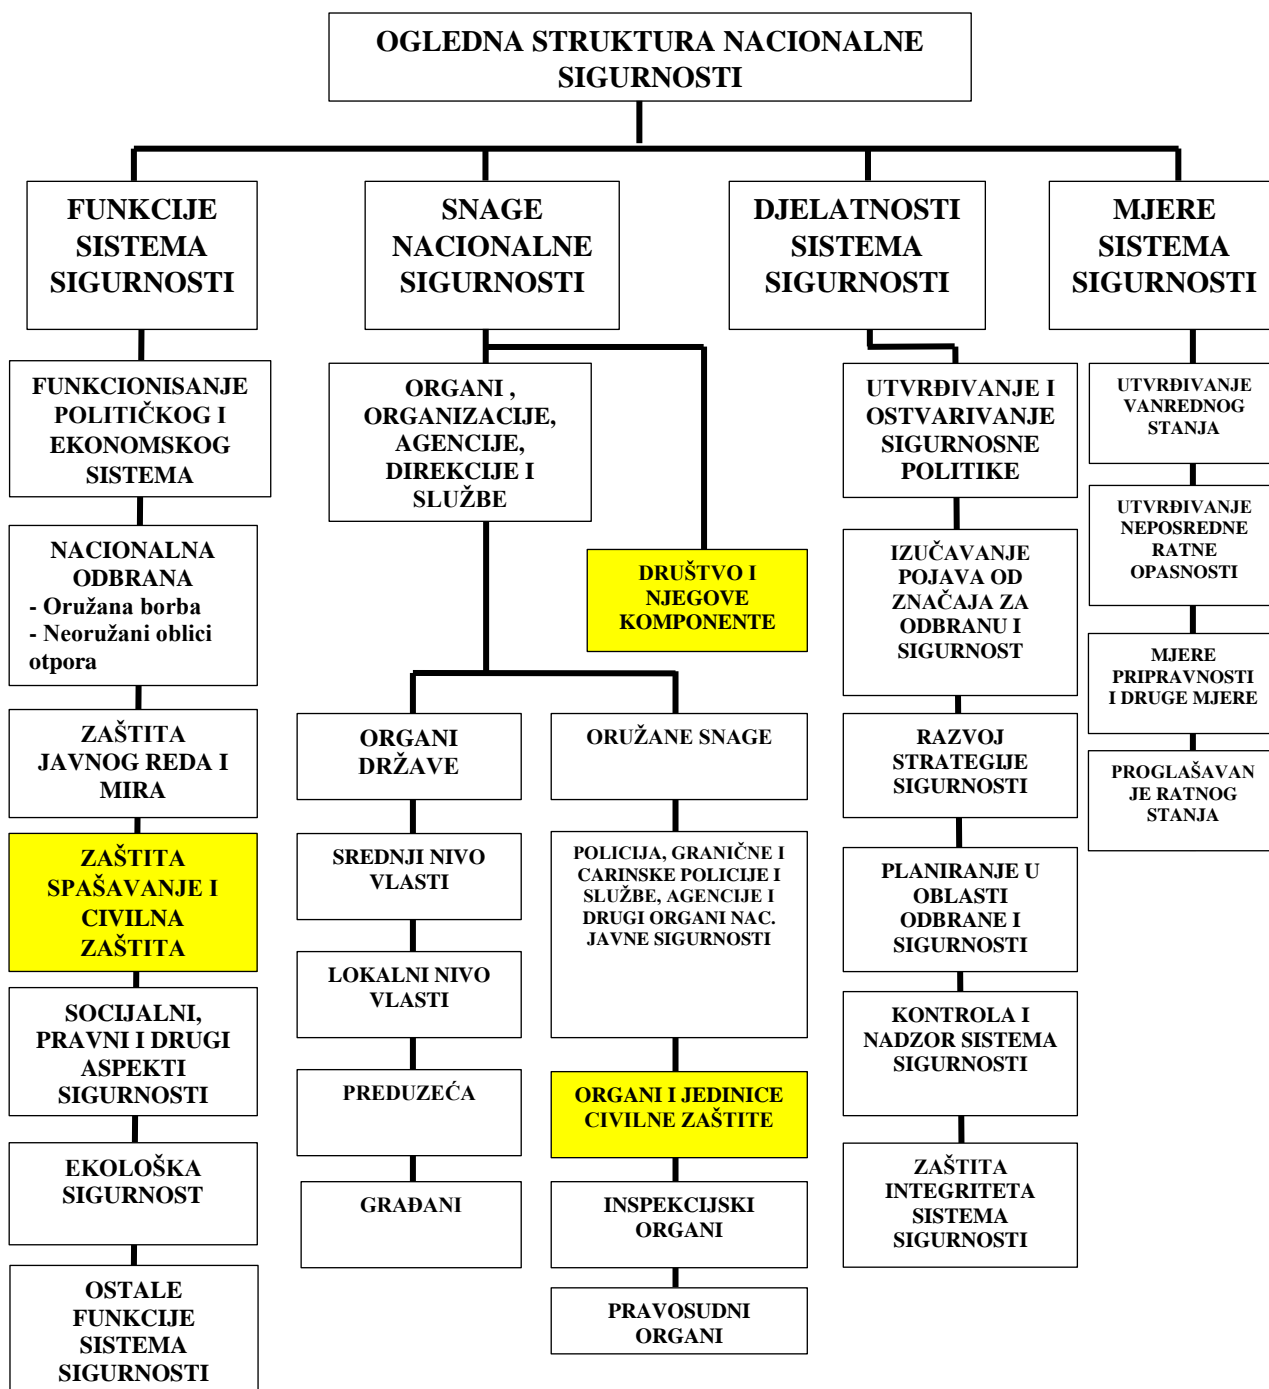 OGLEDNA STRUKTURA NACIONALNE
SIGURNOSTI
FUNKCIJE
SISTEMA
SIGURNOSTI
SNAGE
NACIONALNE
SIGURNOSTI
DJELATNOSTI
SISTEMA
SIGURNOSTI
MJERE
SISTEMA
SIGURNOSTI
FUNKCIONISANJE
POLITIČKOG I
EKONOMSKOG
SISTEMA
NACIONALNA
ODBRANA
- Oružana borba
- Neoružani oblici
otpora
ZAŠTITA
JAVNOG REDA I
MIRA
ZAŠTITA
SPAŠAVANJE I
CIVILNA
ZAŠTITA
SOCIJALNI,
PRAVNI I DRUGI
ASPEKTI
SIGURNOSTI
EKOLOŠKA
SIGURNOST
OSTALE
FUNKCIJE
SISTEMA
SIGURNOSTI
ORGANI ,
ORGANIZACIJE,
AGENCIJE,
DIREKCIJE I
SLUŽBE
DRUŠTVO I
NJEGOVE
KOMPONENTE
ORGANI
DRŽAVE
SREDNJI NIVO
VLASTI
LOKALNI NIVO
VLASTI
PREDUZEĆA
GRAĐANI
ORUŽANE SNAGE
POLICIJA, GRANIČNE I
CARINSKE POLICIJE I
SLUŽBE, AGENCIJE I
DRUGI ORGANI NAC.
JAVNE SIGURNOSTI
ORGANI I JEDINICE
CIVILNE ZAŠTITE
INSPEKCIJSKI
ORGANI
PRAVOSUDNI
ORGANI
UTVRĐIVANJE I
OSTVARIVANJE
SIGURNOSNE
POLITIKE
IZUČAVANJE
POJAVA OD
ZNAČAJA ZA
ODBRANU I
SIGURNOST
RAZVOJ
STRATEGIJE
SIGURNOSTI
PLANIRANJE U
OBLASTI
ODBRANE I
SIGURNOSTI
KONTROLA I
NADZOR SISTEMA
SIGURNOSTI
ZAŠTITA
INTEGRITETA
SISTEMA
SIGURNOSTI
UTVRĐIVANJE
VANREDNOG
STANJA
UTVRĐIVANJE
NEPOSREDNE
RATNE
OPASNOSTI
MJERE
PRIPRAVNOSTI
I DRUGE MJERE
PROGLAŠAVAN
JE RATNOG
STANJA